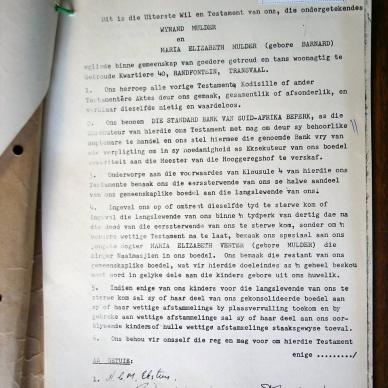 Dit is die Uiterste Wil en Testament van ons, die ondergetekendes
WYNAND MULDER
en
MARIA ELIZABETH MULDER (gebore BARNARD)
egliede binne gemeenskap van goedere getroud en tans woonagtig te
Getroude Kwartiere 40, RANDFONTEIN, TRANSVAAL.
1. Ons herroep alle vorige Testamente Kodisille of ander
Testamentêre Aktes deur ons gemaak, gesamentlik of afsonderlik, en
verklaar dieselfde nietig en waardeloos.
2. Ons benoem DIE STANDARD BANK VAN SUID-AFRIKA BEPERK, as die
Eksekuteur van hierdie ons Testament met mag om deur sy behoorlike
te handel en ons stel hiermee die genoemde Bank vry van
verpligting om in sy hoedanigheid as Eksekuteur van ons boedel
sekuriteit aan die Meester van die Hooggeregshof te verskaf.
3. Onderworpe aan die voorwaardes van Klousule 4 van hierdie ons
Testamente bemaak ons die eerssterwende van ons se halwe aandeel
van ons gemeenskaplike boedel aan die langslewende van ons.
4. Ingeval ons op of omtrent dieselfde tyd te sterwe kom of
ingeval die langslewende van ons binne 'n tydperk van dertig dae na
die dood van die eerssterwende van ons te sterwe kom, sonder om 'n
wettige Testament na te laat, bemaak ons spesiaal aan ons
jongste dogter MARIA ELIZABETH VENTER (gebore MULDER) die
Naaimasjien in ons boedel. Ons bemaak die restant van ons
gemeenskaplike boedel, wat vir hierdie doeleindes as 'n geheel beskou
moet word in gelyke dele aan die kinders gebore uit ons huwelik.
5. Indien enige van ons kinders voor die langslewende van ons te
sterwe kom sal sy of haar deel van ons gekonsolideerde boedel aan
sy of haar wettige afstammelinge by plaasvervulling toekom en by
gebreke aan wettige afstammelinge sal sy of haar deel aan ons oor-
blywende kinders of hulle wettige afstammelinge staaksgewyse toeval.
6. Ons behou vir onsself die reg en mag voor om hierdie Testament
enige ........./
AS GETUIE:
1.